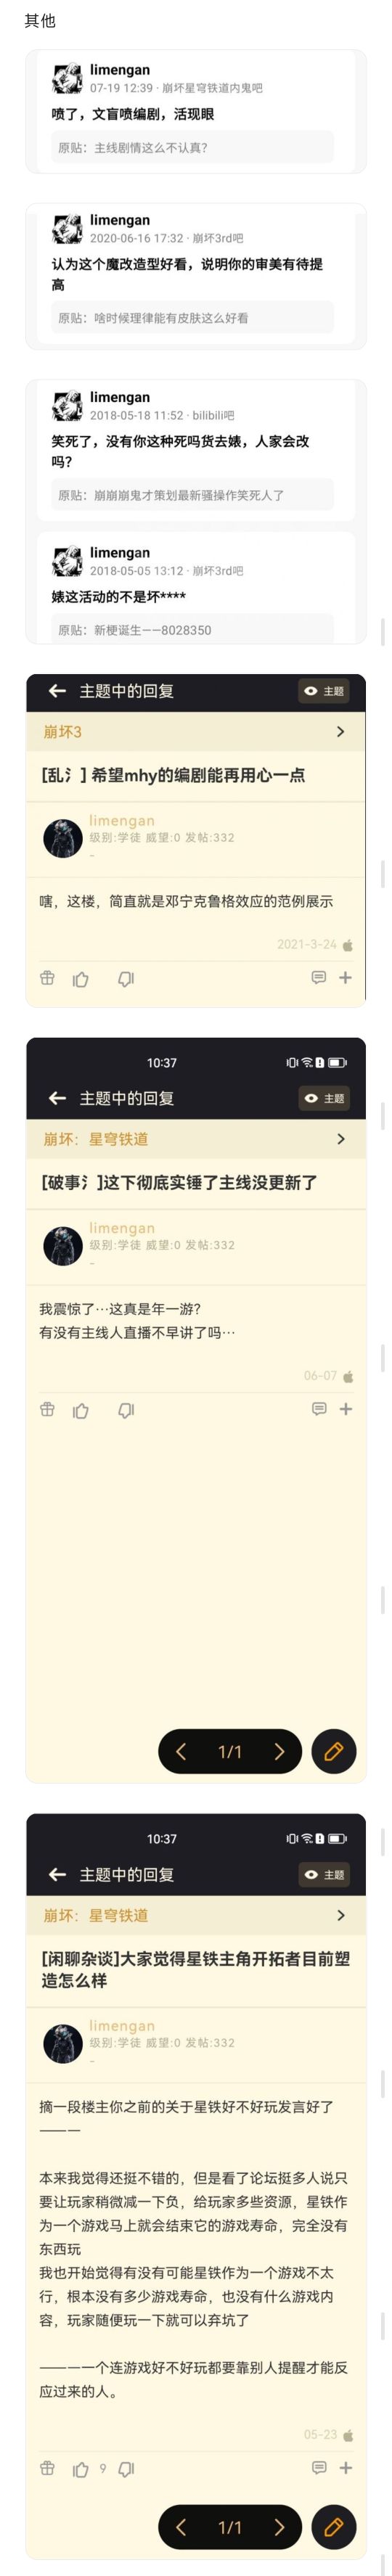 其他
limengan
07-19 12:39 · 崩坏星穹铁道内鬼吧
喷了，文盲喷编剧，活现眼
原贴：主线剧情这么不认真？
limengan
2020-06-16 17:32 · 崩坏3rd吧
认为这个魔改造型好看，说明你的审美有待提
高
原贴：啥时候理律能有皮肤这么好看
limengan
2018-05-18 11:52 · bilibili吧
笑死了，没有你这种死吗货去婊，人家会改
吗？
原贴：崩崩崩鬼才策划最新骚操作笑死人了
limengan
2018-05-05 13:12 · 崩坏3rd吧
婊这活动的不是坏****
原贴：新梗诞生——8028350
主题中的回复
主题
崩坏3
[乱氵] 希望mhy的编剧能再用心一点
limengan
级别:学徒 威望:0 发帖:332
-
嗐，这楼，简直就是邓宁克鲁格效应的范例展示
2021-3-24
10:37
主题中的回复
主题
崩坏：星穹铁道
[破事氵]这下彻底实锤了主线没更新了
limengan
级别:学徒 威望:0 发帖:332
-
我震惊了…这真是年一游？
有没有主线人直播不早讲了吗…
06-07
1/1
10:37
主题中的回复
主题
崩坏：星穹铁道
[闲聊杂谈]大家觉得星铁主角开拓者目前塑
造怎么样
limengan
级别:学徒 威望:0 发帖:332
-
摘一段楼主你之前的关于星铁好不好玩发言好了
——一
本来我觉得还挺不错的，但是看了论坛挺多人说只
要让玩家稍微减一下负，给玩家多些资源，星铁作
为一个游戏马上就会结束它的游戏寿命，完全没有
东西玩
我也开始觉得有没有可能星铁作为一个游戏不太
行，根本没有多少游戏寿命，也没有什么游戏内
容，玩家随便玩一下就可以弃坑了
——一一个连游戏好不好玩都要靠别人提醒才能反
应过来的人。
05-23
9
1/1